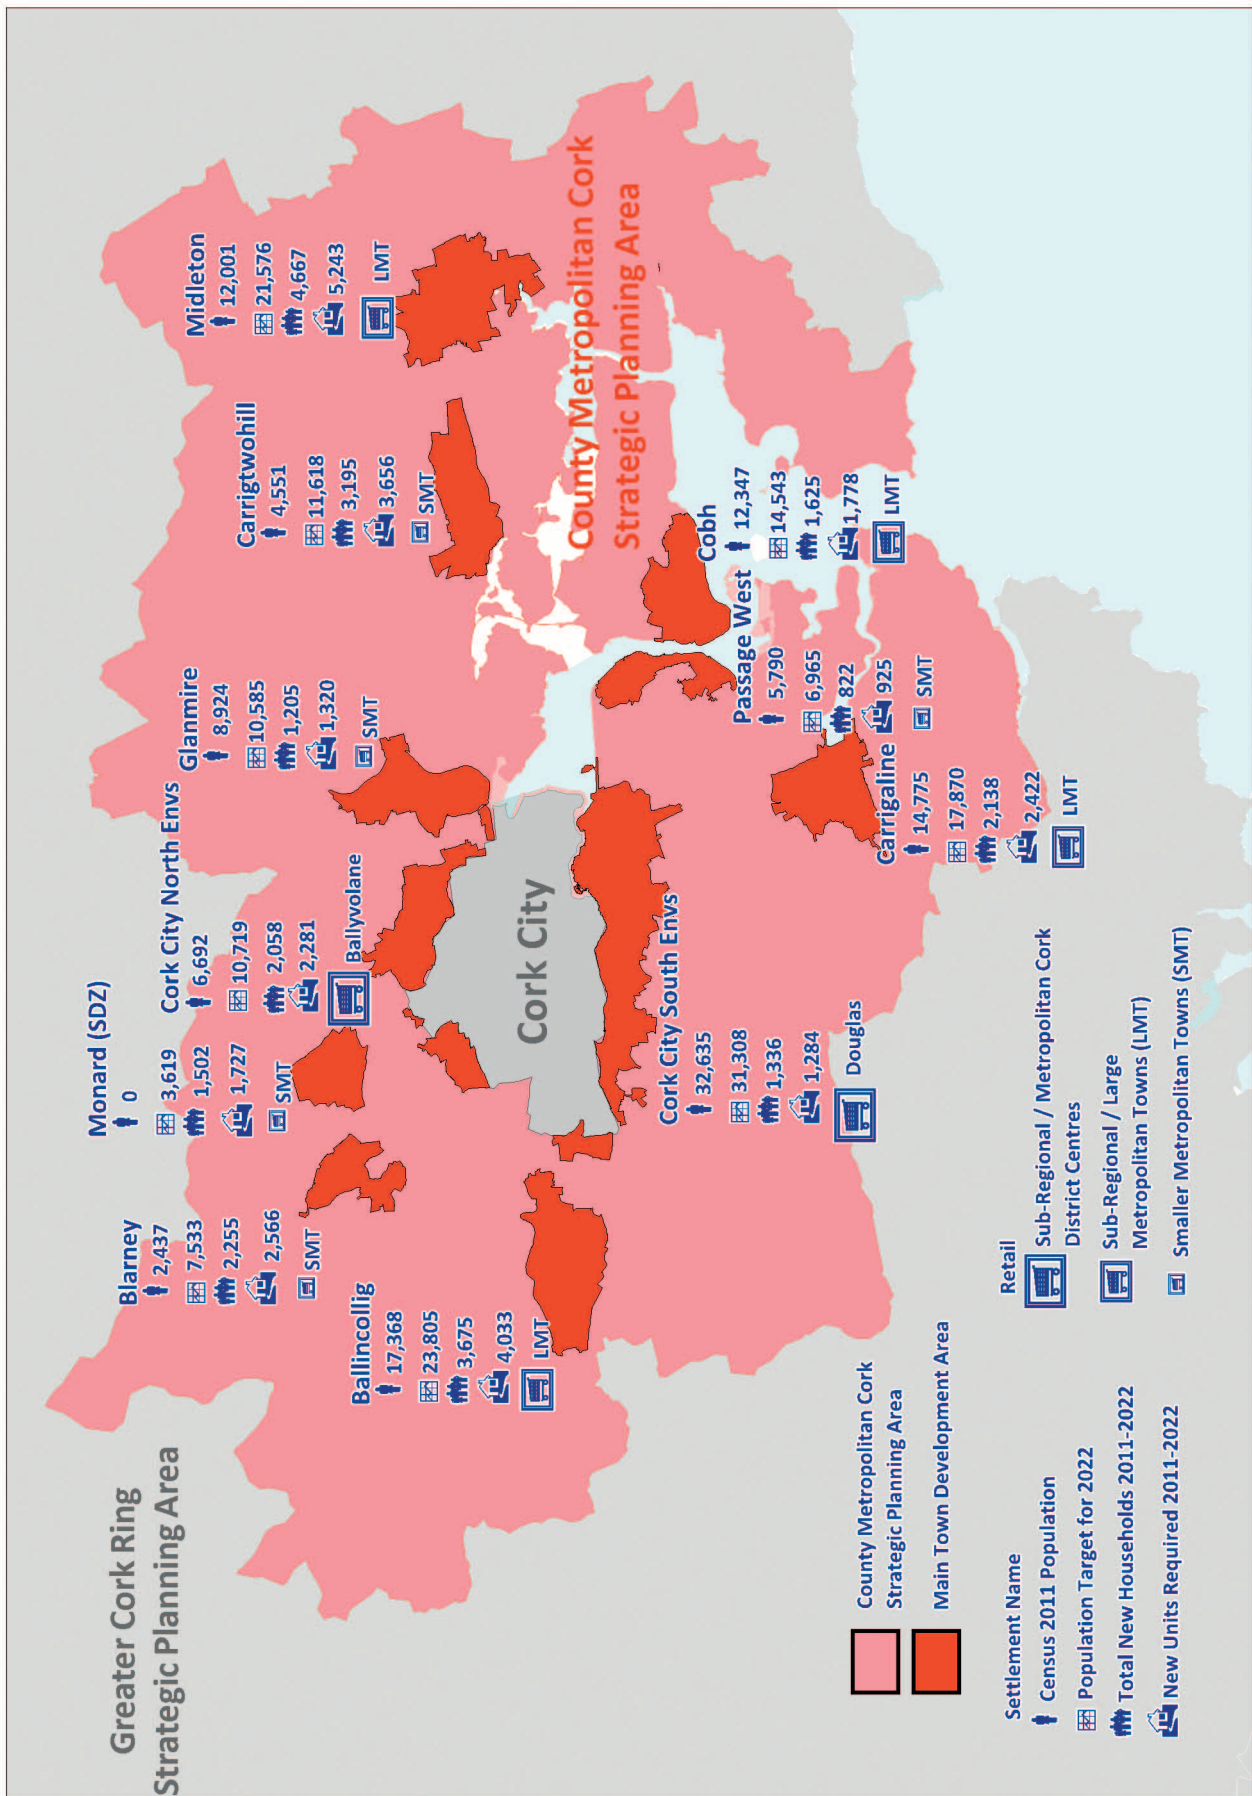 Greater Cork Ring
Strategic Planning Area
Monard (SDZ)
0
3,619
1,502
1,727
SMT
Blarney
2,437
7,533
2,255
2,566
SMT
Cork City North Envs
6,692
10,719
2,058
2,281
Ballyvolane
Glanmire
8,924
10,585
1,205
1,320
SMT
Carrigtwohill
4,551
11,618
3,195
3,656
SMT
Midleton
12,001
21,576
4,667
5,243
LMT
Ballincollig
17,368
23,805
3,675
4,033
LMT
Cork City
County Metropolitan Cork
Strategic Planning Area
Cork City South Envs
32,635
31,308
1,336
1,284
Douglas
Passage West
5,790
6,965
822
925
SMT
Cobh
12,347
14,543
1,625
1,778
LMT
Carrigaline
14,775
17,870
2,138
2,422
LMT
County Metropolitan Cork
Strategic Planning Area
Main Town Development Area
Settlement Name
Census 2011 Population
Population Target for 2022
Total New Households 2011-2022
New Units Required 2011-2022
Retail
Sub-Regional / Metropolitan Cork
District Centres
Sub-Regional / Large
Metropolitan Towns (LMT)
Smaller Metropolitan Towns (SMT)